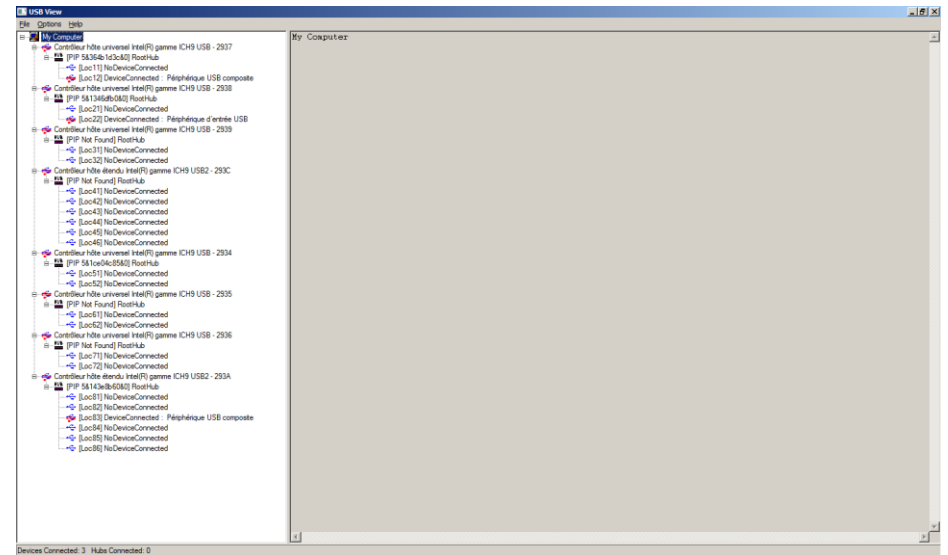 USB View
File Options Help
My Computer
Contrôleur hôte universel Intel(R) gamme ICH9 USB - 2937
[PIP 5&364b1d3c&0] RootHub
[Loc11] NoDeviceConnected
[Loc12] DeviceConnected : Périphérique USB composite
Contrôleur hôte universel Intel(R) gamme ICH9 USB - 2938
[PIP 5&1346dfb0&0] RootHub
[Loc21] NoDeviceConnected
[Loc22] DeviceConnected : Périphérique d'entrée USB
Contrôleur hôte universel Intel(R) gamme ICH9 USB - 2939
[PIP Not Found] RootHub
[Loc31] NoDeviceConnected
[Loc32] NoDeviceConnected
Contrôleur hôte étendu Intel(R) gamme ICH9 USB2 - 293C
[PIP Not Found] RootHub
[Loc41] NoDeviceConnected
[Loc42] NoDeviceConnected
[Loc43] NoDeviceConnected
[Loc44] NoDeviceConnected
[Loc45] NoDeviceConnected
[Loc46] NoDeviceConnected
Contrôleur hôte universel Intel(R) gamme ICH9 USB - 2934
[PIP 5&1ce04c85&0] RootHub
[Loc51] NoDeviceConnected
[Loc52] NoDeviceConnected
Contrôleur hôte universel Intel(R) gamme ICH9 USB - 2935
[PIP Not Found] RootHub
[Loc61] NoDeviceConnected
[Loc62] NoDeviceConnected
Contrôleur hôte universel Intel(R) gamme ICH9 USB - 2936
[PIP Not Found] RootHub
[Loc71] NoDeviceConnected
[Loc72] NoDeviceConnected
Contrôleur hôte étendu Intel(R) gamme ICH9 USB2 - 293A
[PIP 5&143e8b60&0] RootHub
[Loc81] NoDeviceConnected
[Loc82] NoDeviceConnected
[Loc83] DeviceConnected : Périphérique USB composite
[Loc84] NoDeviceConnected
[Loc85] NoDeviceConnected
[Loc86] NoDeviceConnected
My Computer
Devices Connected: 3 Hubs Connected: 0